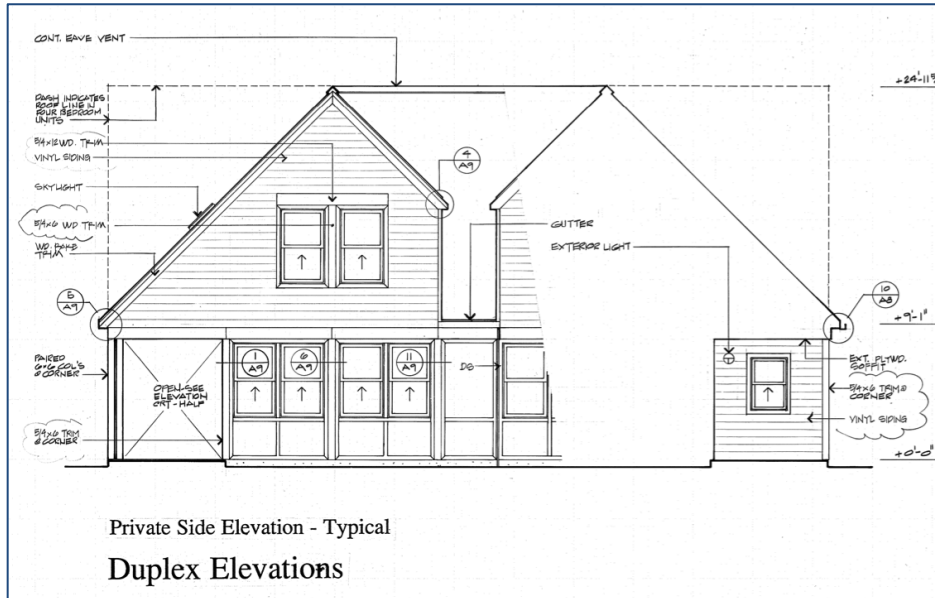 CONT. EAVE VENT
DASH INDICATES
ROOF LINE IN
FOUR BEDROOM
UNITS
5/4x12 WD. TRIM
VINYL SIDING
SKYLIGHT
5/4x6 WD TRIM
WD. RAKE
TRIM
5
A9
PAIRED
6x6 COL'S
@ CORNER
5/4x6 TRIM
@ CORNER
OPEN-SEE
ELEVATION
CRT-HALF
1
A9
6
A9
11
A9
DS
4
A9
GUTTER
EXTERIOR LIGHT
10
A8
+9'-1"
EXT. PLYWD.
SOFFIT
5/4x6 TRIM @
CORNER
VINYL SIDING
+0'-0"
Private Side Elevation - Typical
Duplex Elevations